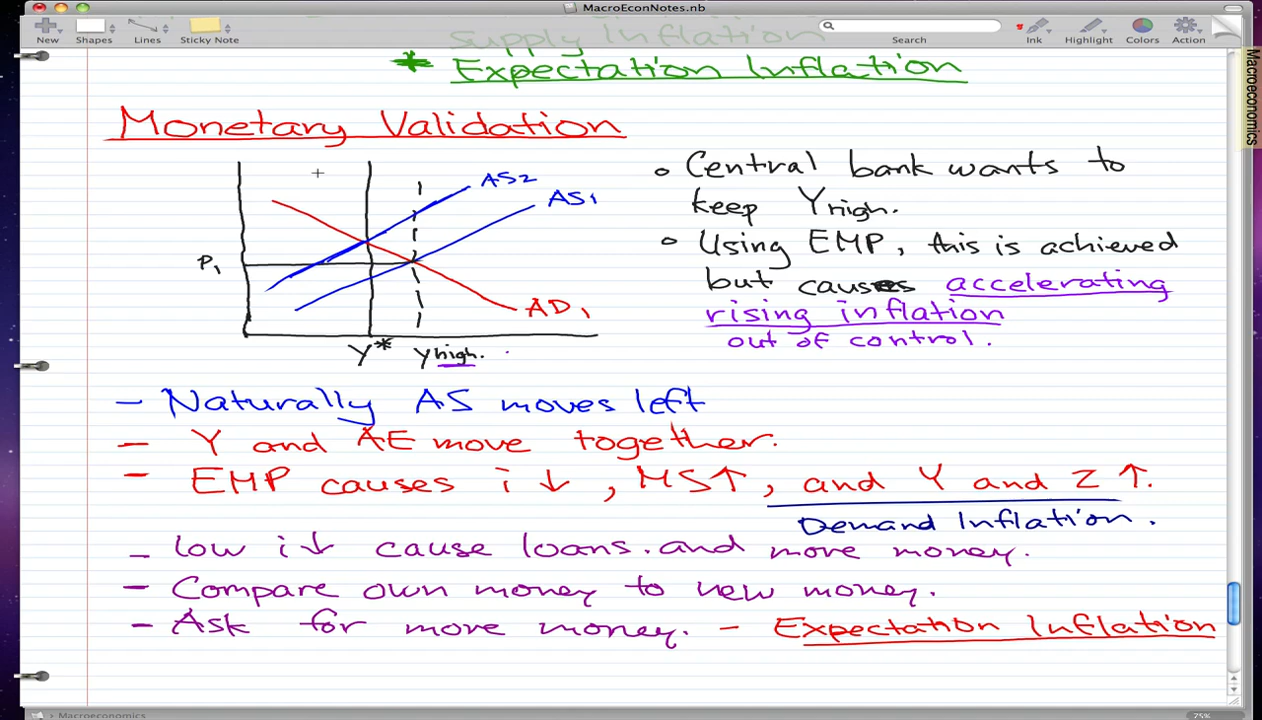 MacroEconNotes.nb
New
Shapes
Lines
Sticky Note
Search
Ink
Highlight
Colors
Action
Macroeconomics
Supply Inflation
* Expectation Inflation
Monetary Validation
AS2
AS1
P1
AD1
Y*
Yhigh.
o Central bank wants to
keep Yhigh.
o Using EMP, this is achieved
but causes accelerating
rising inflation
out of control.
- Naturally AS moves left
- Y and AE move together.
- EMP causes i ↓, MS↑, and Y and Z ↑.
Demand Inflation.
- Low i↓ cause loans. and more money.
- Compare own money to new money.
- Ask for more money. - Expectation Inflation
Macroeconomics
75%